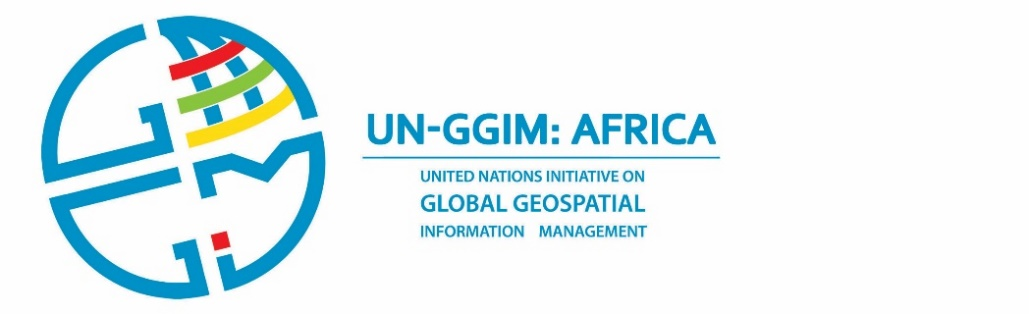 UN-GGIM: AFRICA
UNITED NATIONS INITIATIVE ON
GLOBAL GEOSPATIAL
INFORMATION MANAGEMENT